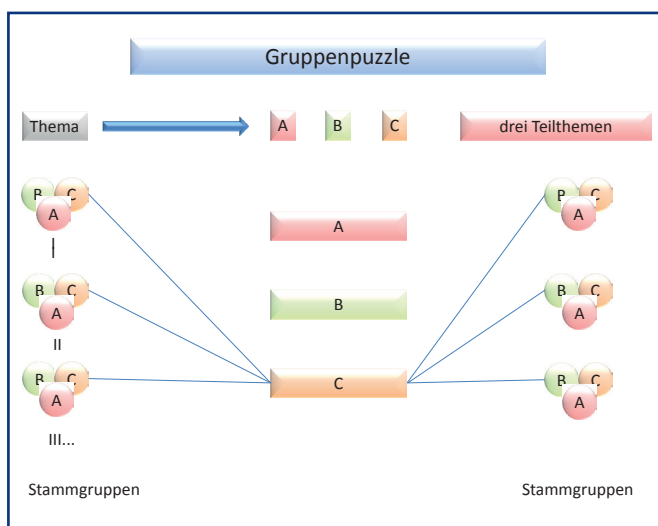 Gruppenpuzzle
Thema A B C drei Teilthemen
B C
A
I
A
B C
A
B C
A
II
B
B C
A
B C
A
III...
C
B C
A
B C
A
Stammgruppen Stammgruppen